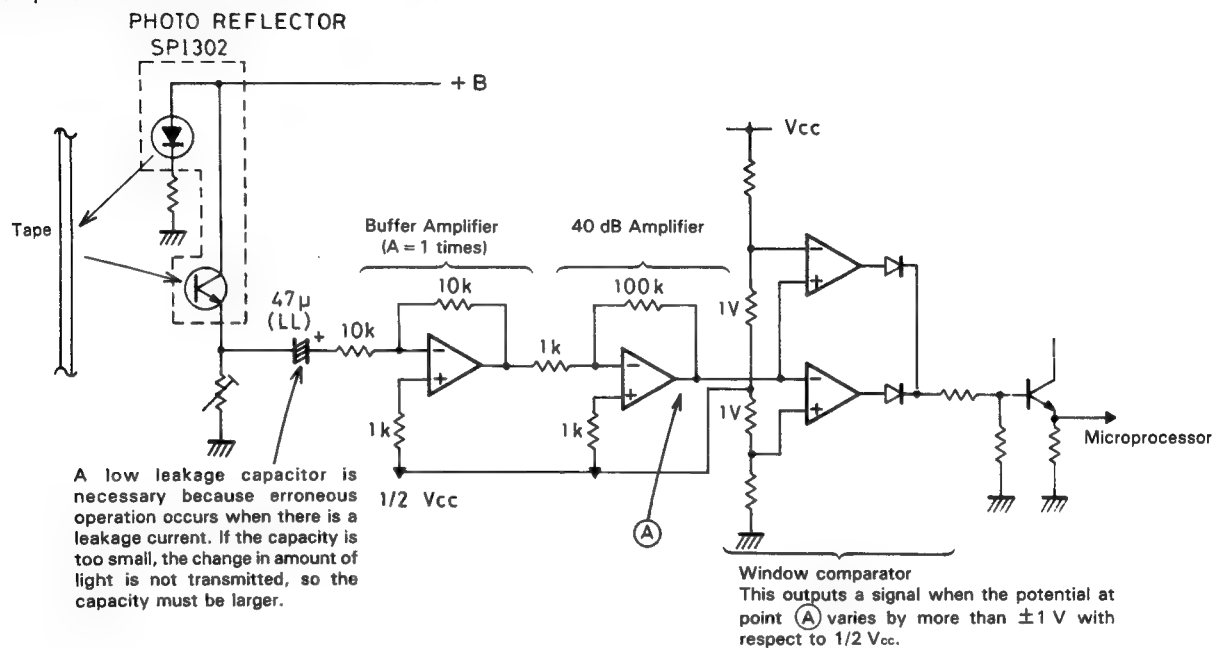 PHOTO REFLECTOR
SP1302
+ B
Vcc
Tape
Buffer Amplifier
(A = 1 times)
40 dB Amplifier
47μ
(LL)
+
10k
10k
1k
100k
1V
1V
1k
1k
1/2 Vcc
A
Microprocessor
A low leakage capacitor is
necessary because erroneous
operation occurs when there is a
leakage current. If the capacity is
too small, the change in amount of
light is not transmitted, so the
capacity must be larger.
Window comparator
This outputs a signal when the potential at
point A varies by more than ±1 V with
respect to 1/2 Vcc.